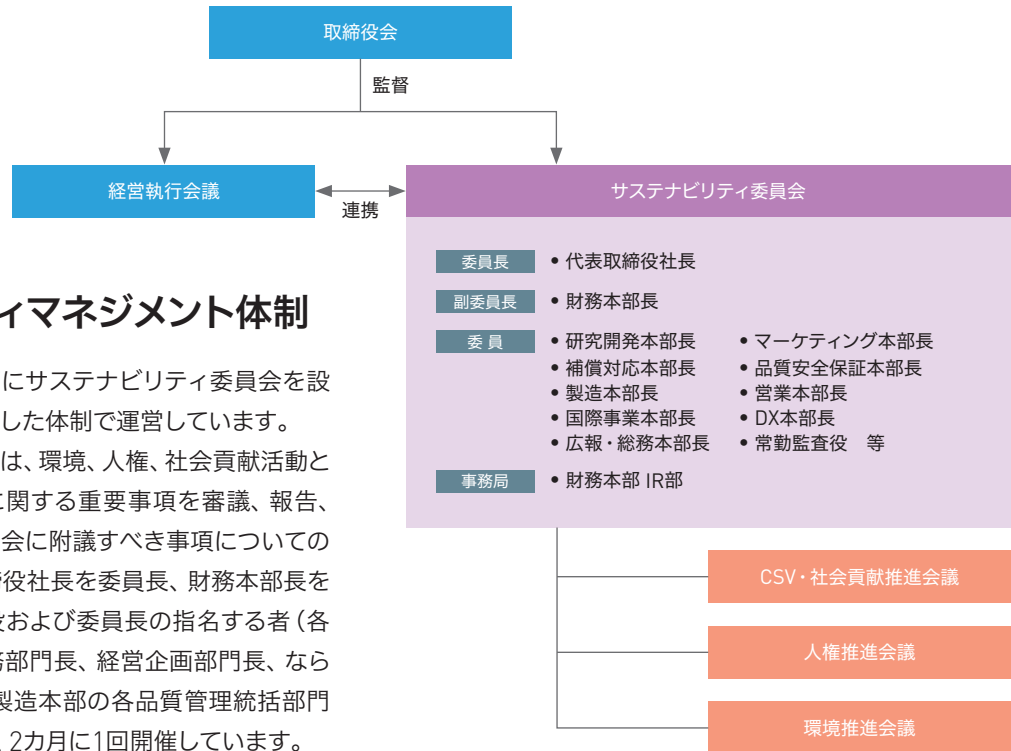 取締役会
監督
経営執行会議
連携
サステナビリティ委員会
委員長
• 代表取締役社長
副委員長
• 財務本部長
委 員
• 研究開発本部長
• 補償対応本部長
• 製造本部長
• 国際事業本部長
• 広報・総務本部長
• マーケティング本部長
• 品質安全保証本部長
• 営業本部長
• DX本部長
• 常勤監査役　等
事務局
• 財務本部 IR部
CSV・社会貢献推進会議
人権推進会議
環境推進会議
ィマネジメント体制
にサステナビリティ委員会を設
した体制で運営しています。
は、環境、人権、社会貢献活動と
に関する重要事項を審議、報告、
会に附議すべき事項についての
役社長を委員長、財務本部長を
および委員長の指名する者（各
部門長、経営企画部門長、なら
製造本部の各品質管理統括部門
2カ月に1回開催しています。